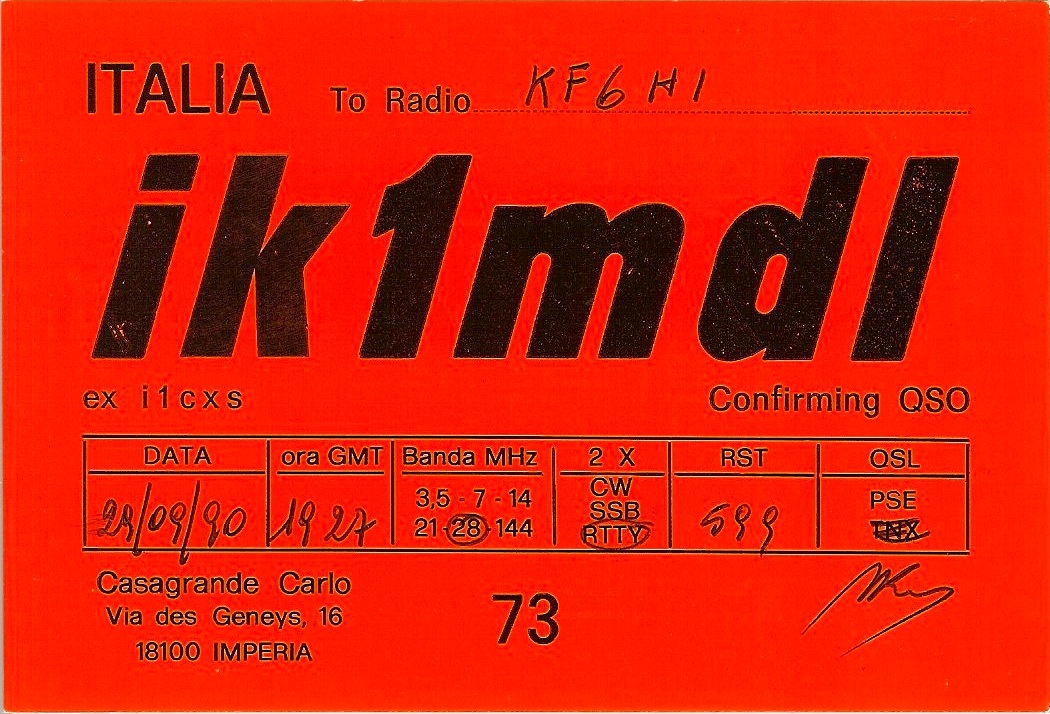 ITALIA To Radio KF6HI
ik1mdl
ex i1cxs Confirming QSO
DATA ora GMT Banda MHz 2 X RST QSL
29/09/90 1927 3,5 - 7 - 14 21 - 28 - 144 CW SSB RTTY 599 PSE TNX
Casagrande Carlo
Via des Geneys, 16
18100 IMPERIA
73